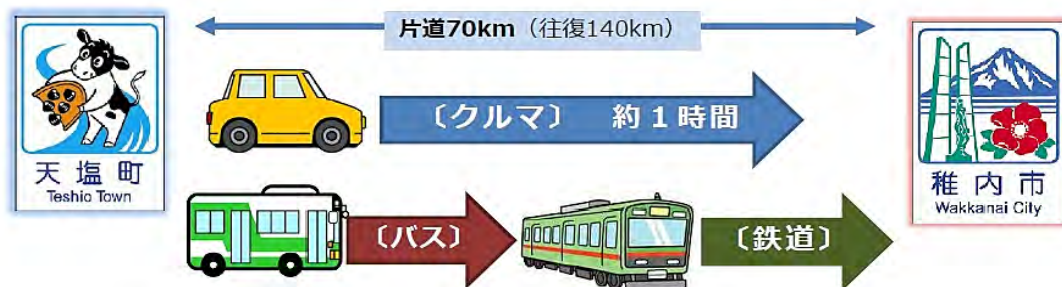 片道70km（往復140km）
天塩町
Teshio Town
〔クルマ〕 約１時間
稚内市
Wakkanai City
〔バス〕
〔鉄道〕